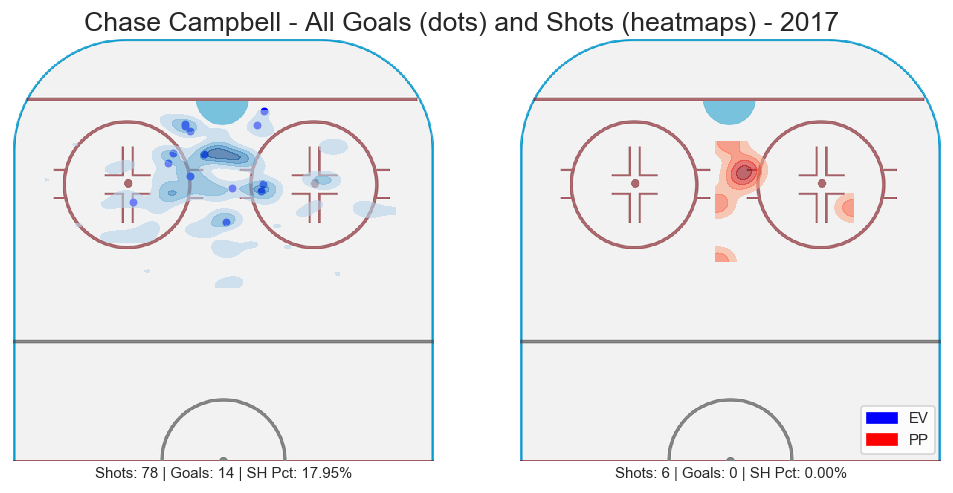 Chase Campbell - All Goals (dots) and Shots (heatmaps) - 2017
EV
PP
Shots: 78 | Goals: 14 | SH Pct: 17.95%
Shots: 6 | Goals: 0 | SH Pct: 0.00%